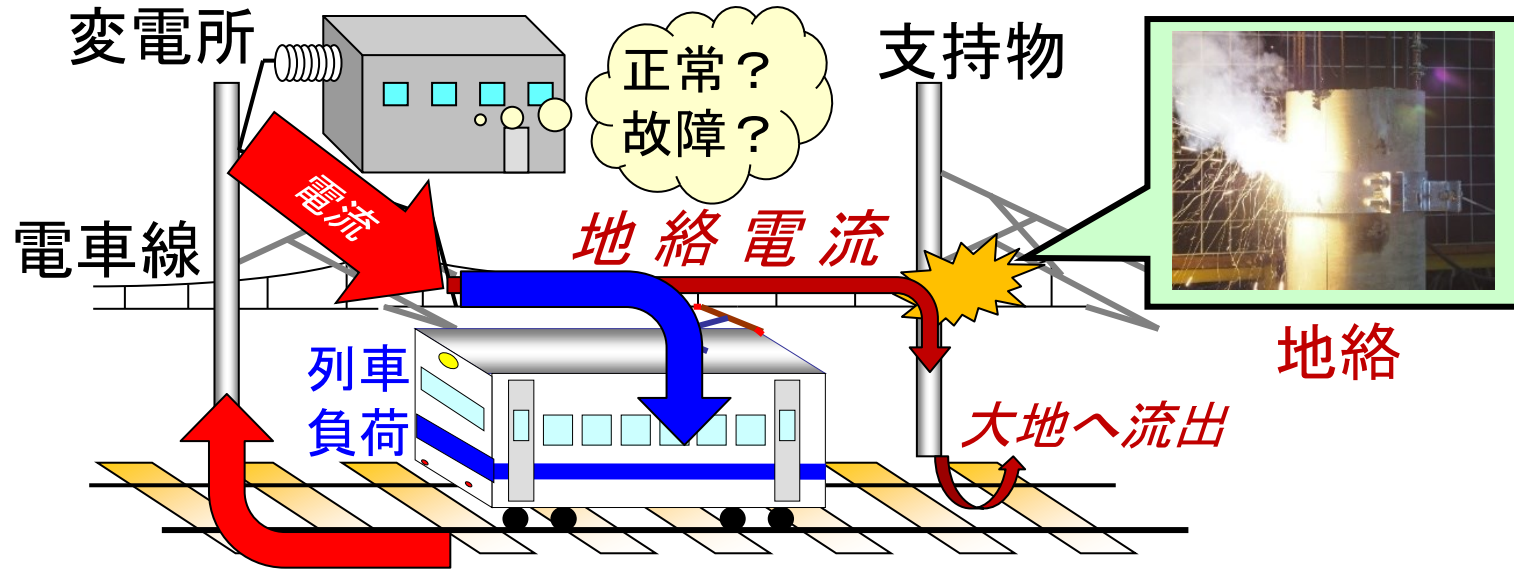 変電所
正常？
故障？
支持物
電流
電車線
地絡電流
地絡
列車
負荷
大地へ流出